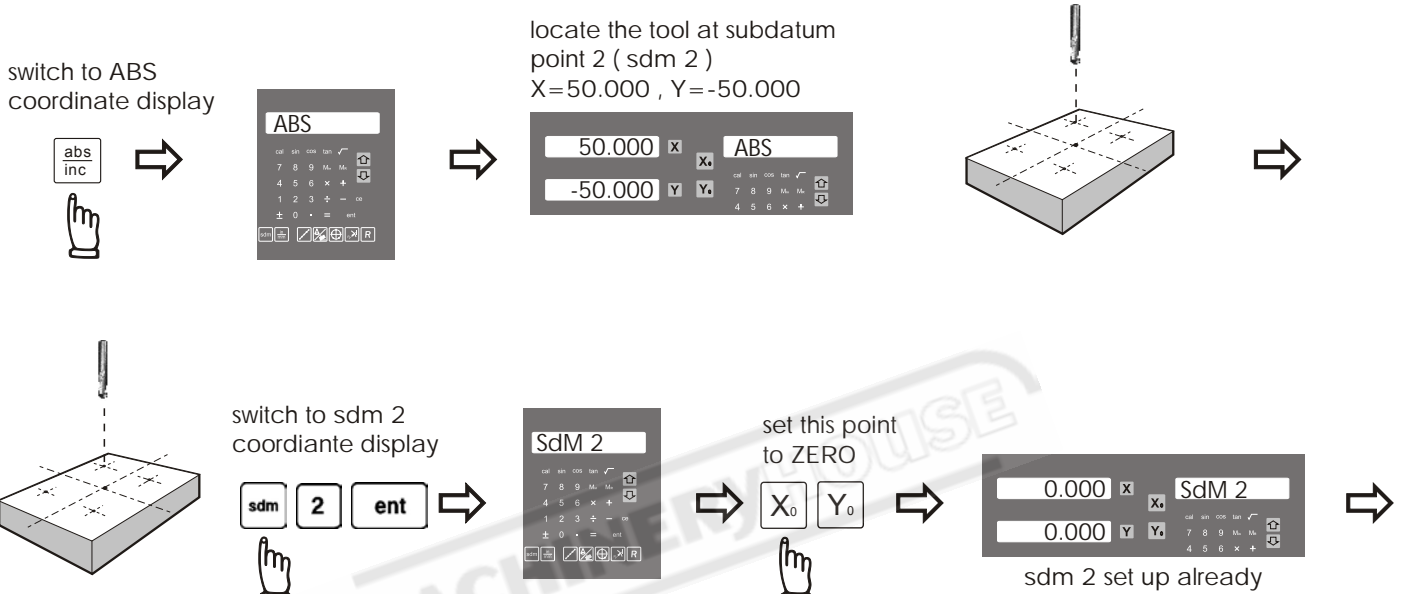 switch to ABS
coordinate display
abs
inc
ABS
cal sin cos tan √
7 8 9
4 5 6 × +
1 2 3 ÷ − ce
± 0 · = ent
sdm R
locate the tool at subdatum
point 2 ( sdm 2 )
X=50.000 , Y=-50.000
50.000 X X₀ ABS
-50.000 Y Y₀
cal sin cos tan √
7 8 9
4 5 6 × +
switch to sdm 2
coordiante display
sdm 2 ent
SdM 2
cal sin cos tan √
7 8 9
4 5 6 × +
1 2 3 ÷ − ce
± 0 · = ent
sdm R
set this point
to ZERO
X₀ Y₀
0.000 X X₀ SdM 2
0.000 Y Y₀
cal sin cos tan √
7 8 9
4 5 6 × +
sdm 2 set up already
MACHINERYHOUSE